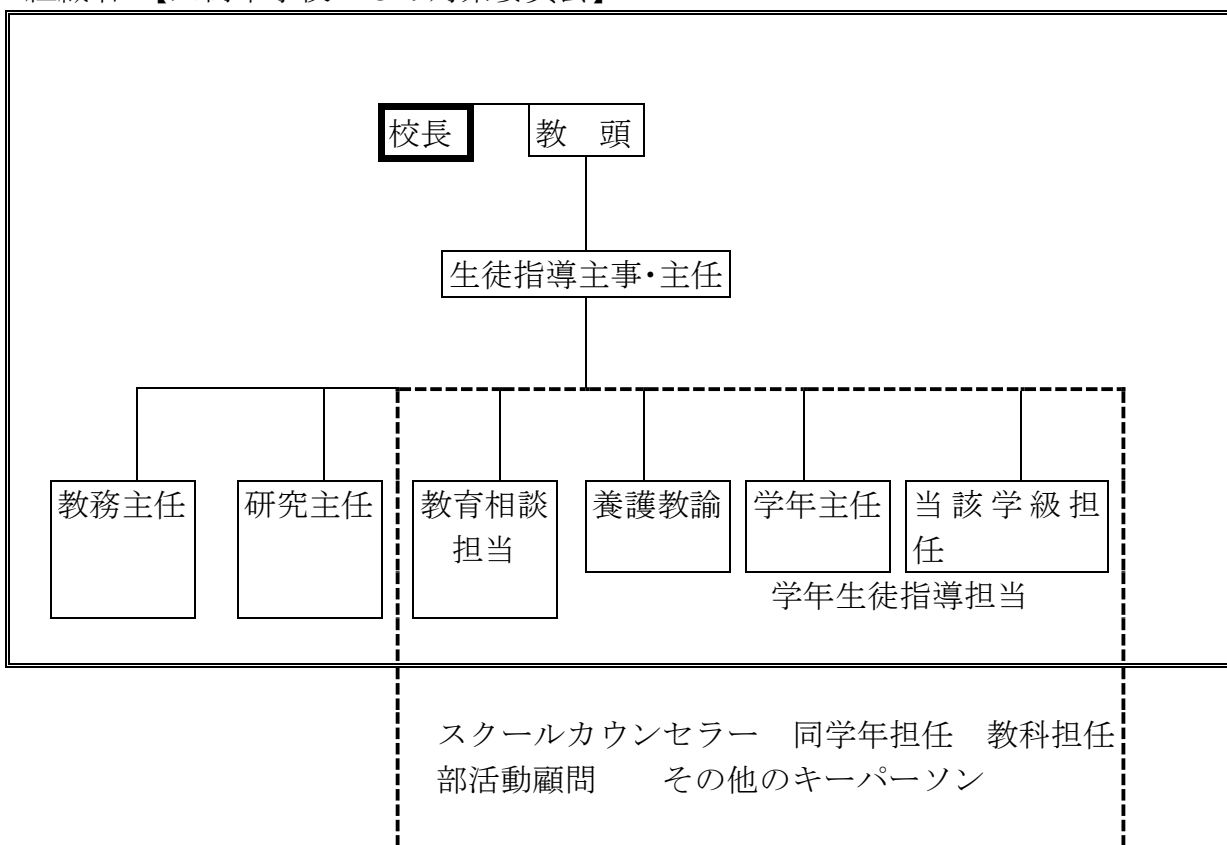 校長
教　頭
生徒指導主事・主任
教務主任
研究主任
教育相談
担当
養護教諭
学年主任
当該学級担
任
学年生徒指導担当
スクールカウンセラー　同学年担任　教科担任
部活動顧問　　その他のキーパーソン